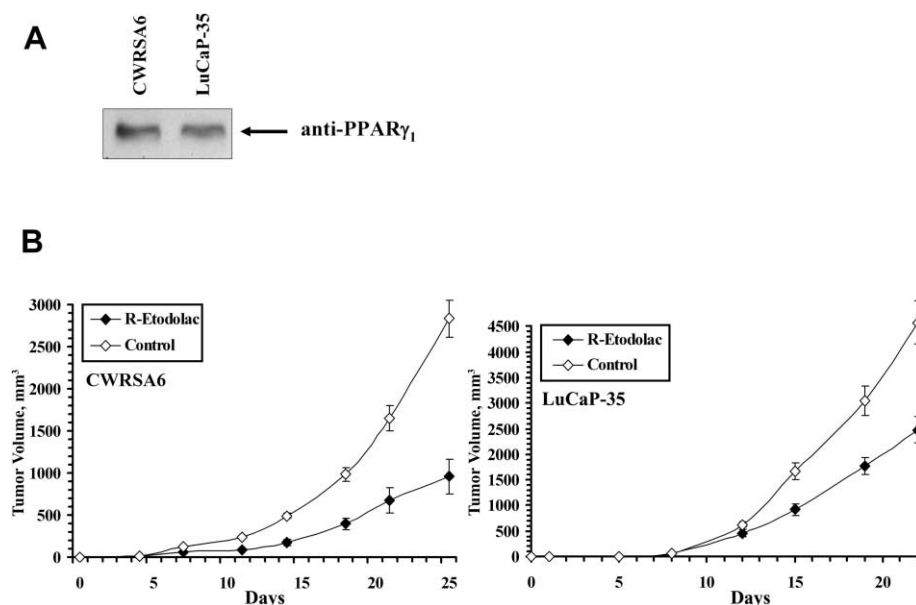 A
CWRSA6
LuCaP-35
anti-PPARγ₁
B
3000
2500
2000
1500
1000
500
0
Tumor Volume, mm³
R-Etodolac
Control
CWRSA6
0 5 10 15 20 25
Days
4500
4000
3500
3000
2500
2000
1500
1000
500
0
Tumor Volume, mm³
R-Etodolac
Control
LuCaP-35
0 5 10 15 20
Days